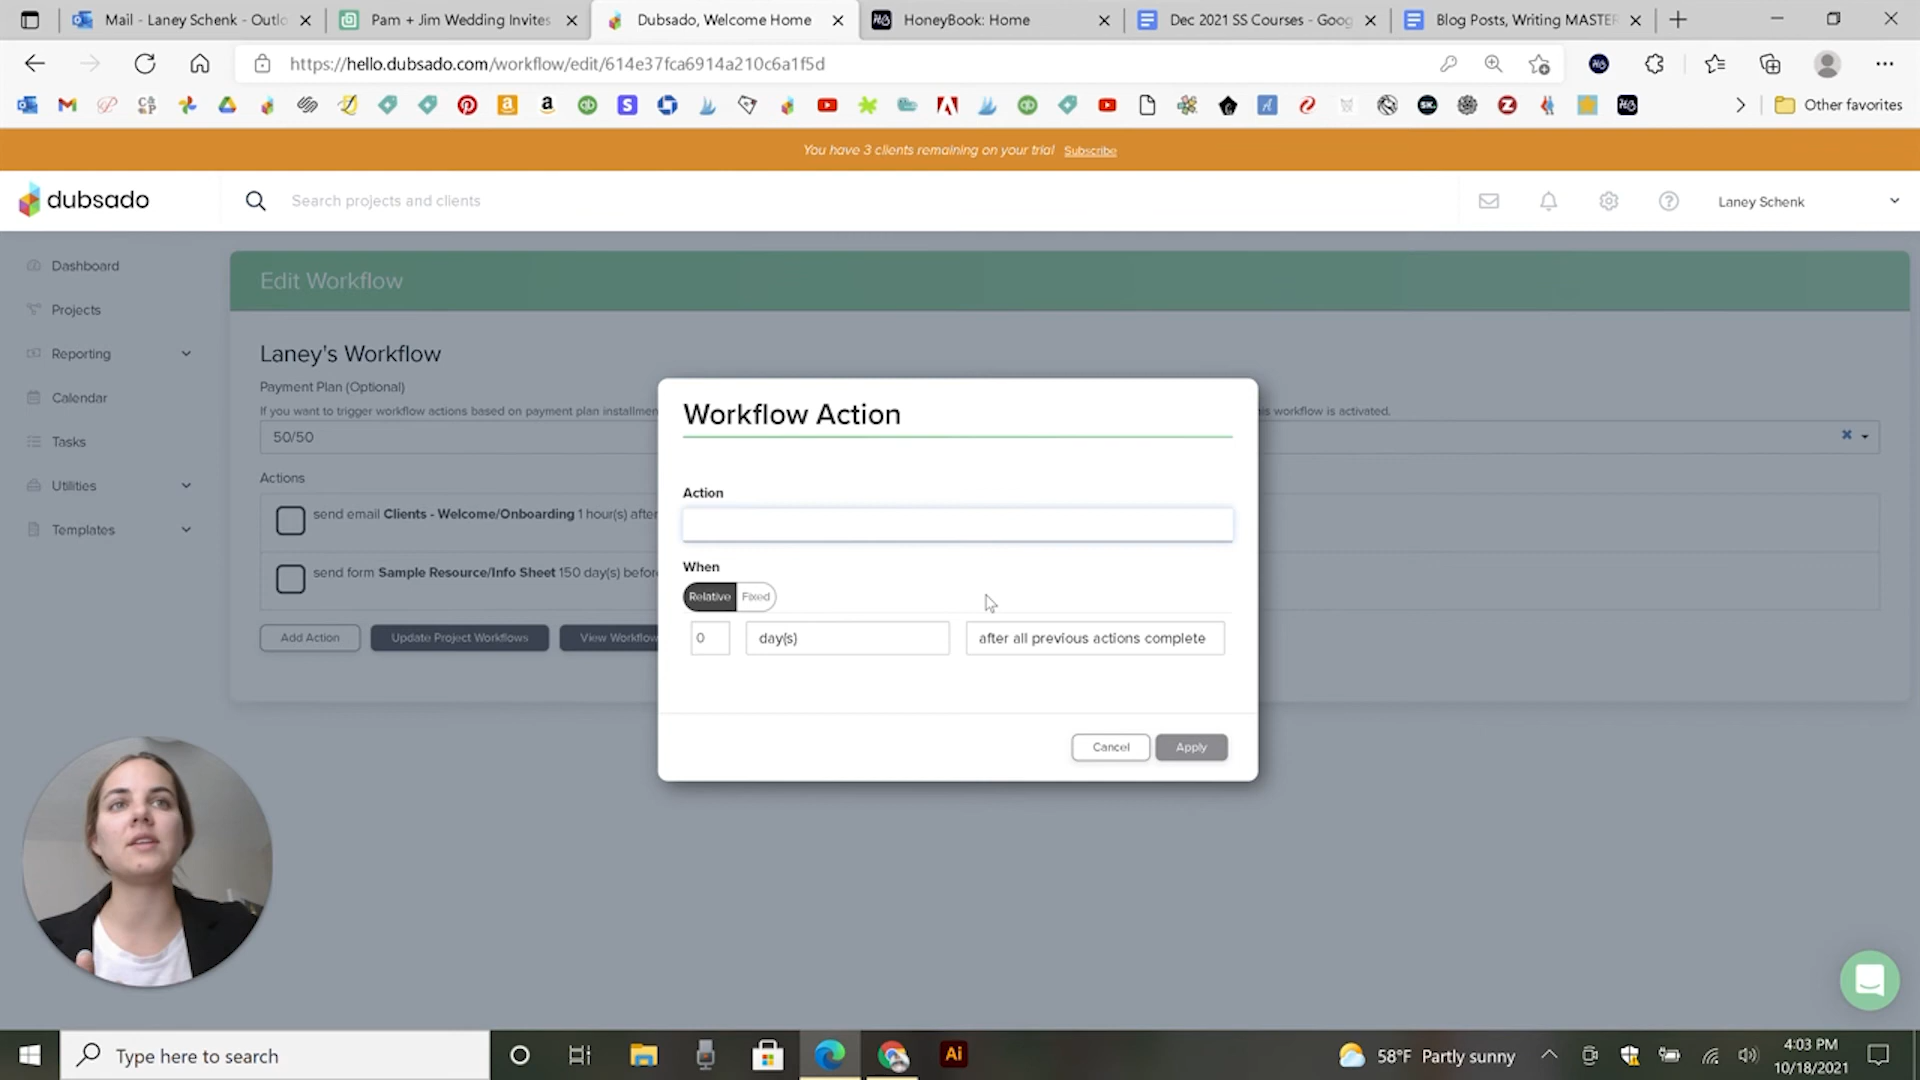 Mail - Laney Schenk - Outlo
Pam + Jim Wedding Invites
Dubsado, Welcome Home
HoneyBook: Home
Dec 2021 SS Courses - Goog
Blog Posts, Writing MASTER
https://hello.dubsado.com/workflow/edit/614e37fca6914a210c6a1f5d
Other favorites
You have 3 clients remaining on your trial Subscribe
dubsado
Search projects and clients
Laney Schenk
Dashboard
Projects
Reporting
Calendar
Tasks
Utilities
Templates
Edit Workflow
Laney's Workflow
Payment Plan (Optional)
If you want to trigger workflow actions based on payment plan installmen
his workflow is activated.
50/50
Actions
send email Clients - Welcome/Onboarding 1 hour(s) after
send form Sample Resource/Info Sheet 150 day(s) before
Add Action
Update Project Workflows
View Workflow
Workflow Action
Action
When
Relative
Fixed
0
day(s)
after all previous actions complete
Cancel
Apply
Type here to search
Ai
58°F Partly sunny
4:03 PM
10/18/2021